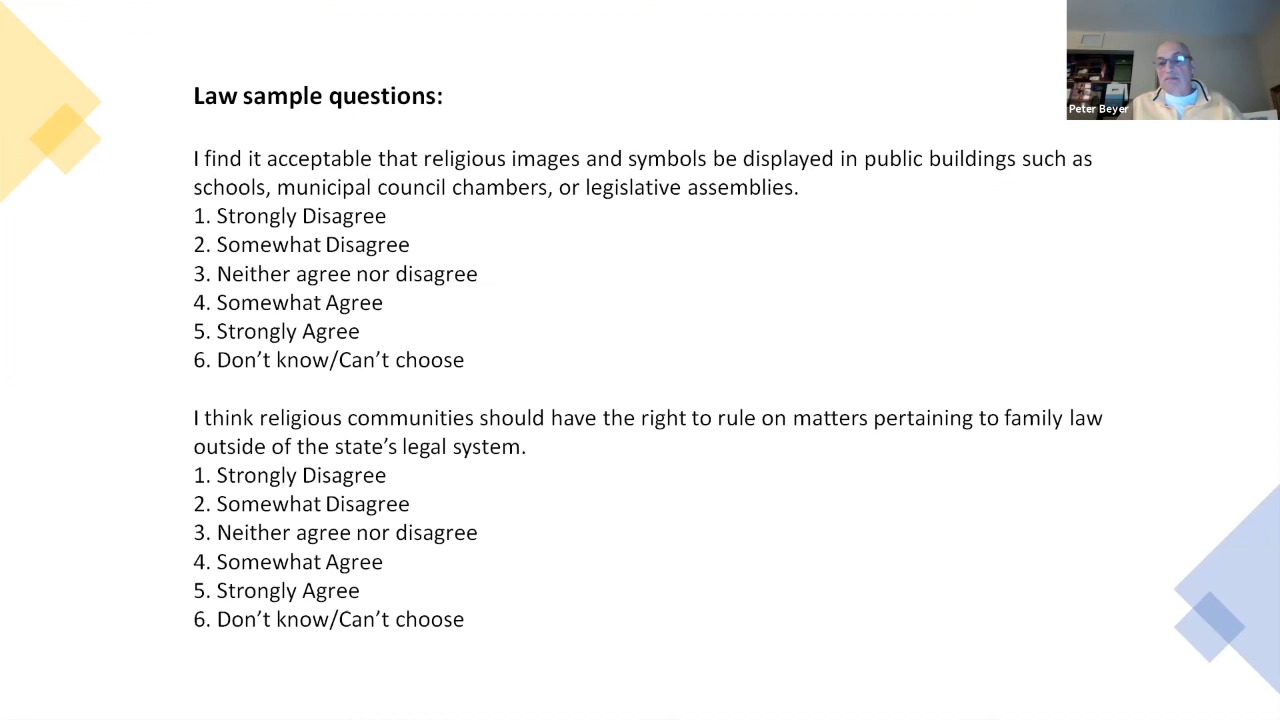 Law sample questions:
Peter Beyer
I find it acceptable that religious images and symbols be displayed in public buildings such as
schools, municipal council chambers, or legislative assemblies.
1. Strongly Disagree
2. Somewhat Disagree
3. Neither agree nor disagree
4. Somewhat Agree
5. Strongly Agree
6. Don’t know/Can’t choose
I think religious communities should have the right to rule on matters pertaining to family law
outside of the state’s legal system.
1. Strongly Disagree
2. Somewhat Disagree
3. Neither agree nor disagree
4. Somewhat Agree
5. Strongly Agree
6. Don’t know/Can’t choose